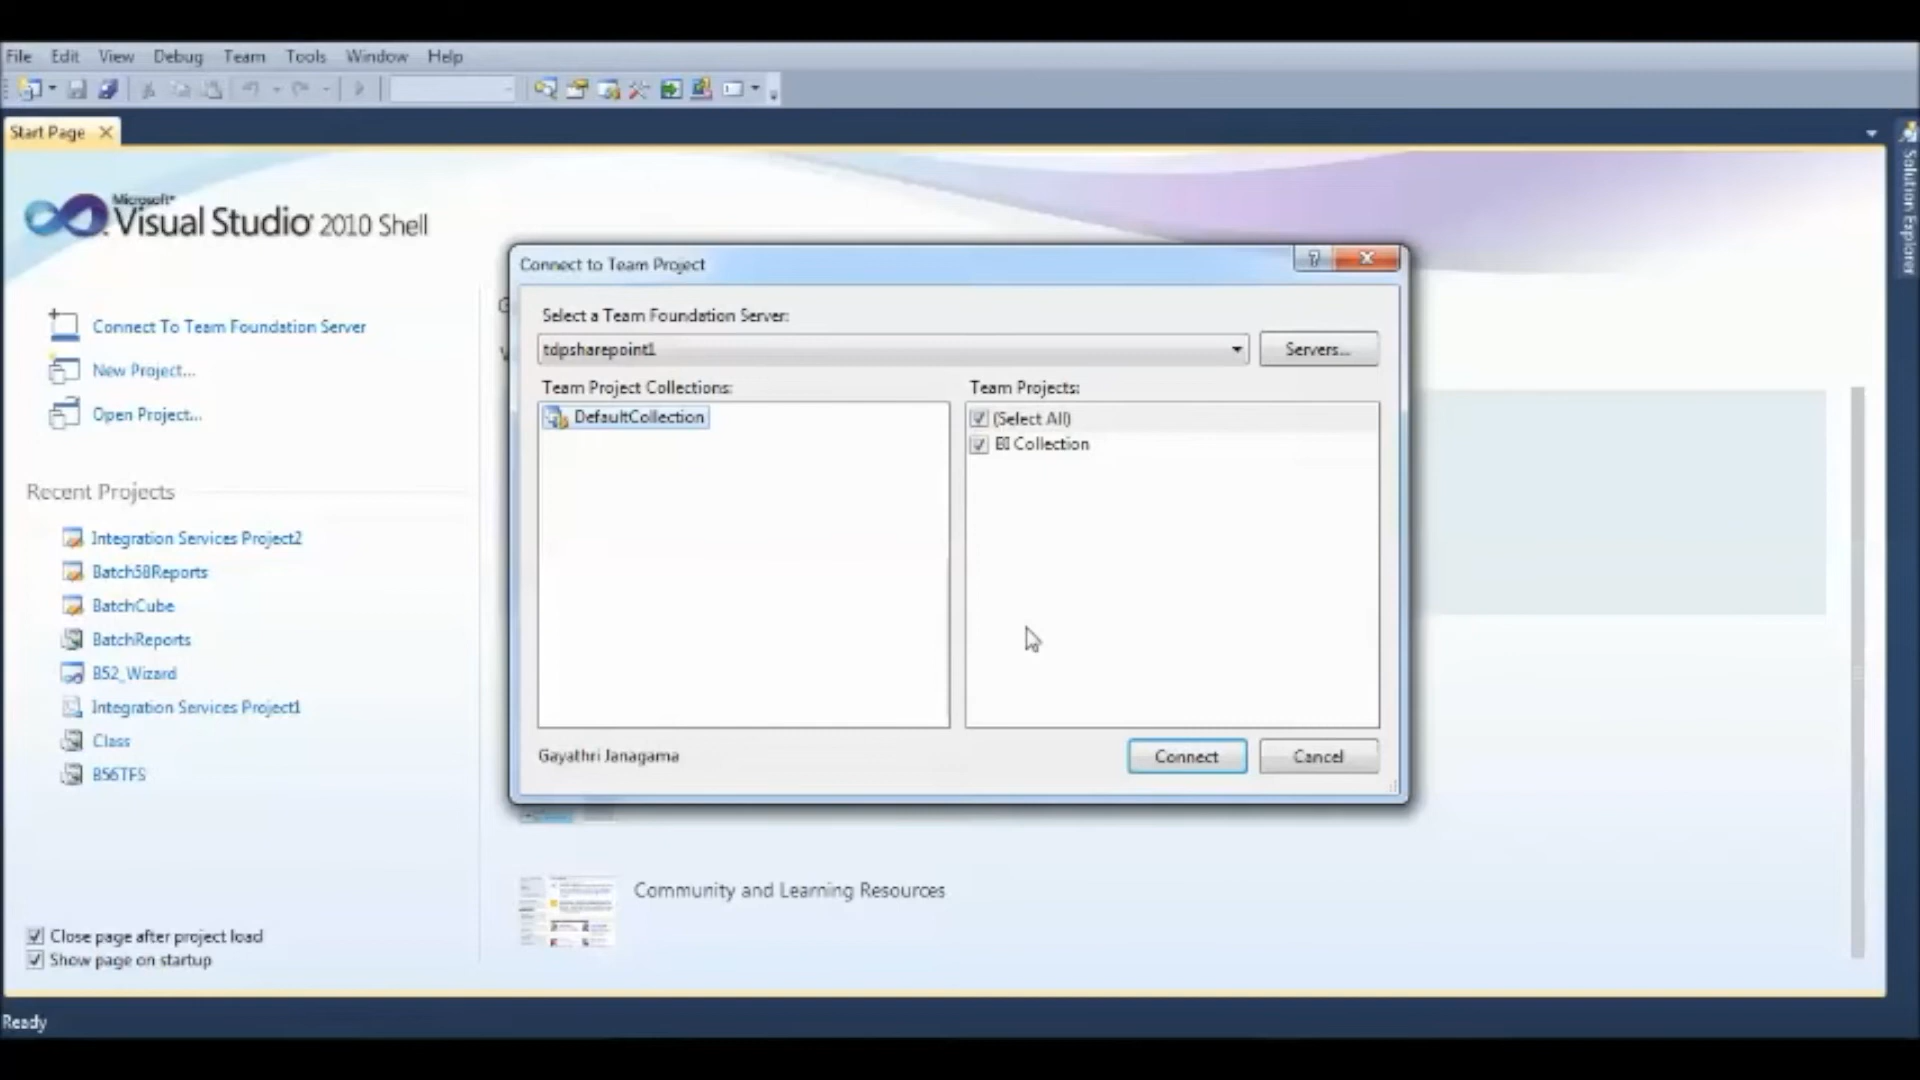 File Edit View Debug Team Tools Window Help
Start Page
Solution Explorer
Microsoft®
Visual Studio® 2010 Shell
Connect To Team Foundation Server
New Project...
Open Project...
Recent Projects
Integration Services Project2
Batch58Reports
BatchCube
BatchReports
B52_Wizard
Integration Services Project1
Class
B56TFS
Close page after project load
Show page on startup
Connect to Team Project
Select a Team Foundation Server:
tdpsharepoint1
Servers...
Team Project Collections:
Team Projects:
DefaultCollection
(Select All)
BI Collection
Gayathri Janagama
Connect
Cancel
Community and Learning Resources
Ready